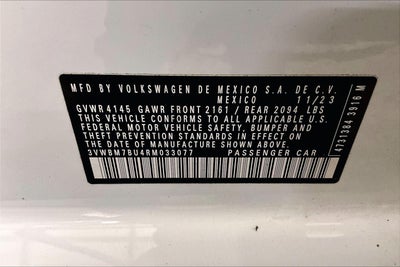 MFD BY VOLKSWAGEN DE MEXICO S.A. DE C.V.
MEXICO 11/23
GVWR 4145 GAWR FRONT 2161 / REAR 2094 LBS
THIS VEHICLE CONFORMS TO ALL APPLICABLE U.S.
FEDERAL MOTOR VEHICLE SAFETY, BUMPER AND
THEFT PREVENTION STANDARDS IN EFFECT ON
THE DATE OF MANUFACTURE SHOWN ABOVE
3VWBM7BU4RM033077 PASSENGER CAR
4731384 3916 M